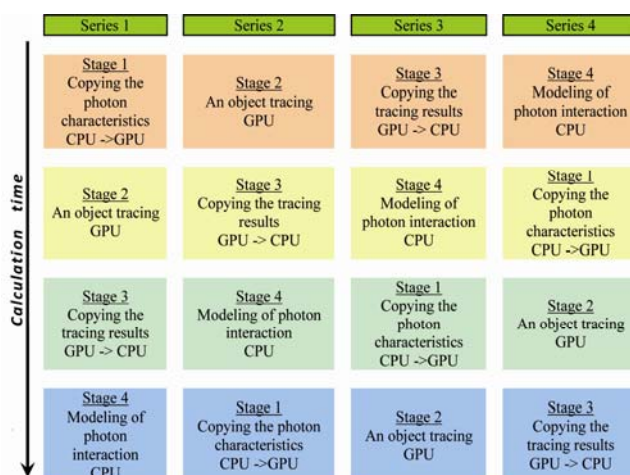 Series 1
Series 2
Series 3
Series 4
Calculation time
Stage 1
Copying the
photon
characteristics
CPU ->GPU
Stage 2
An object tracing
GPU
Stage 3
Copying the
tracing results
GPU -> CPU
Stage 4
Modeling of
photon interaction
CPU
Stage 2
An object tracing
GPU
Stage 3
Copying the tracing
results
GPU -> CPU
Stage 4
Modeling of
photon interaction
CPU
Stage 1
Copying the
photon
characteristics
CPU ->GPU
Stage 3
Copying the
tracing results
GPU -> CPU
Stage 4
Modeling of photon
interaction
CPU
Stage 1
Copying the
photon
characteristics
CPU ->GPU
Stage 2
An object tracing
GPU
Stage 4
Modeling of
photon
interaction
CPU
Stage 1
Copying the photon
characteristics
CPU ->GPU
Stage 2
An object tracing
GPU
Stage 3
Copying the
tracing results
GPU -> CPU